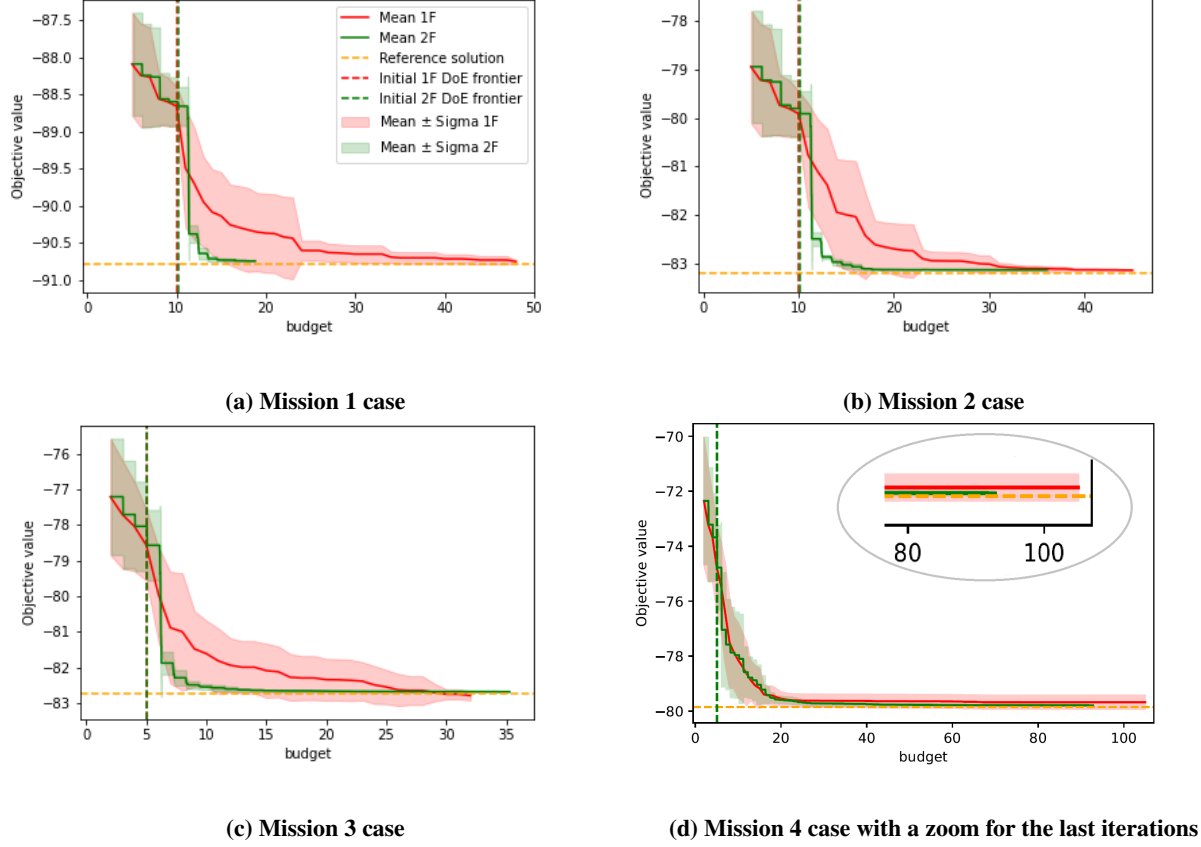 −87.5
−88.0
−88.5
−89.0
−89.5
−90.0
−90.5
−91.0
Objective value
0 10 20 30 40 50
budget
Mean 1F
Mean 2F
Reference solution
Initial 1F DoE frontier
Initial 2F DoE frontier
Mean ± Sigma 1F
Mean ± Sigma 2F
(a) Mission 1 case
−78
−79
−80
−81
−82
−83
Objective value
0 10 20 30 40
budget
(b) Mission 2 case
−76
−77
−78
−79
−80
−81
−82
−83
Objective value
0 5 10 15 20 25 30 35
budget
(c) Mission 3 case
−70
−72
−74
−76
−78
−80
Objective value
80 100
0 20 40 60 80 100
budget
(d) Mission 4 case with a zoom for the last iterations